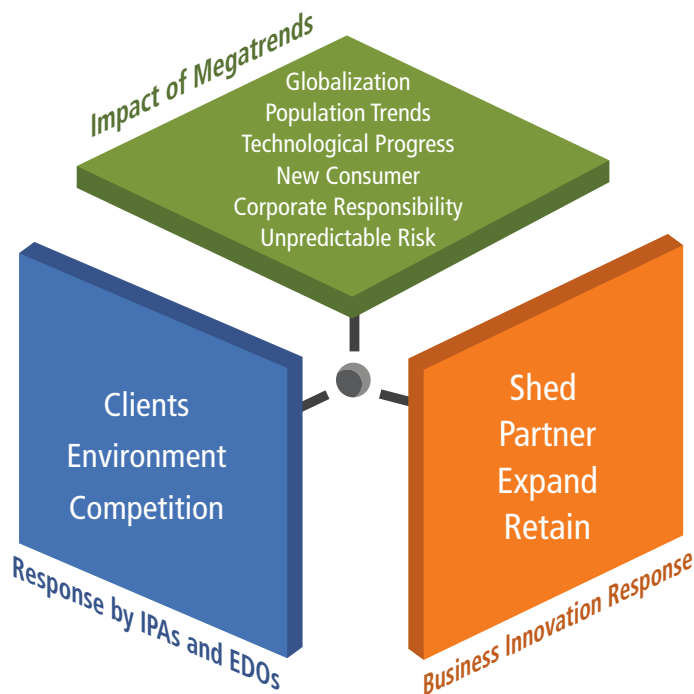 Impact of Megatrends
Globalization
Population Trends
Technological Progress
New Consumer
Corporate Responsibility
Unpredictable Risk
Clients
Environment
Competition
Response by IPAs and EDOs
Shed
Partner
Expand
Retain
Business Innovation Response